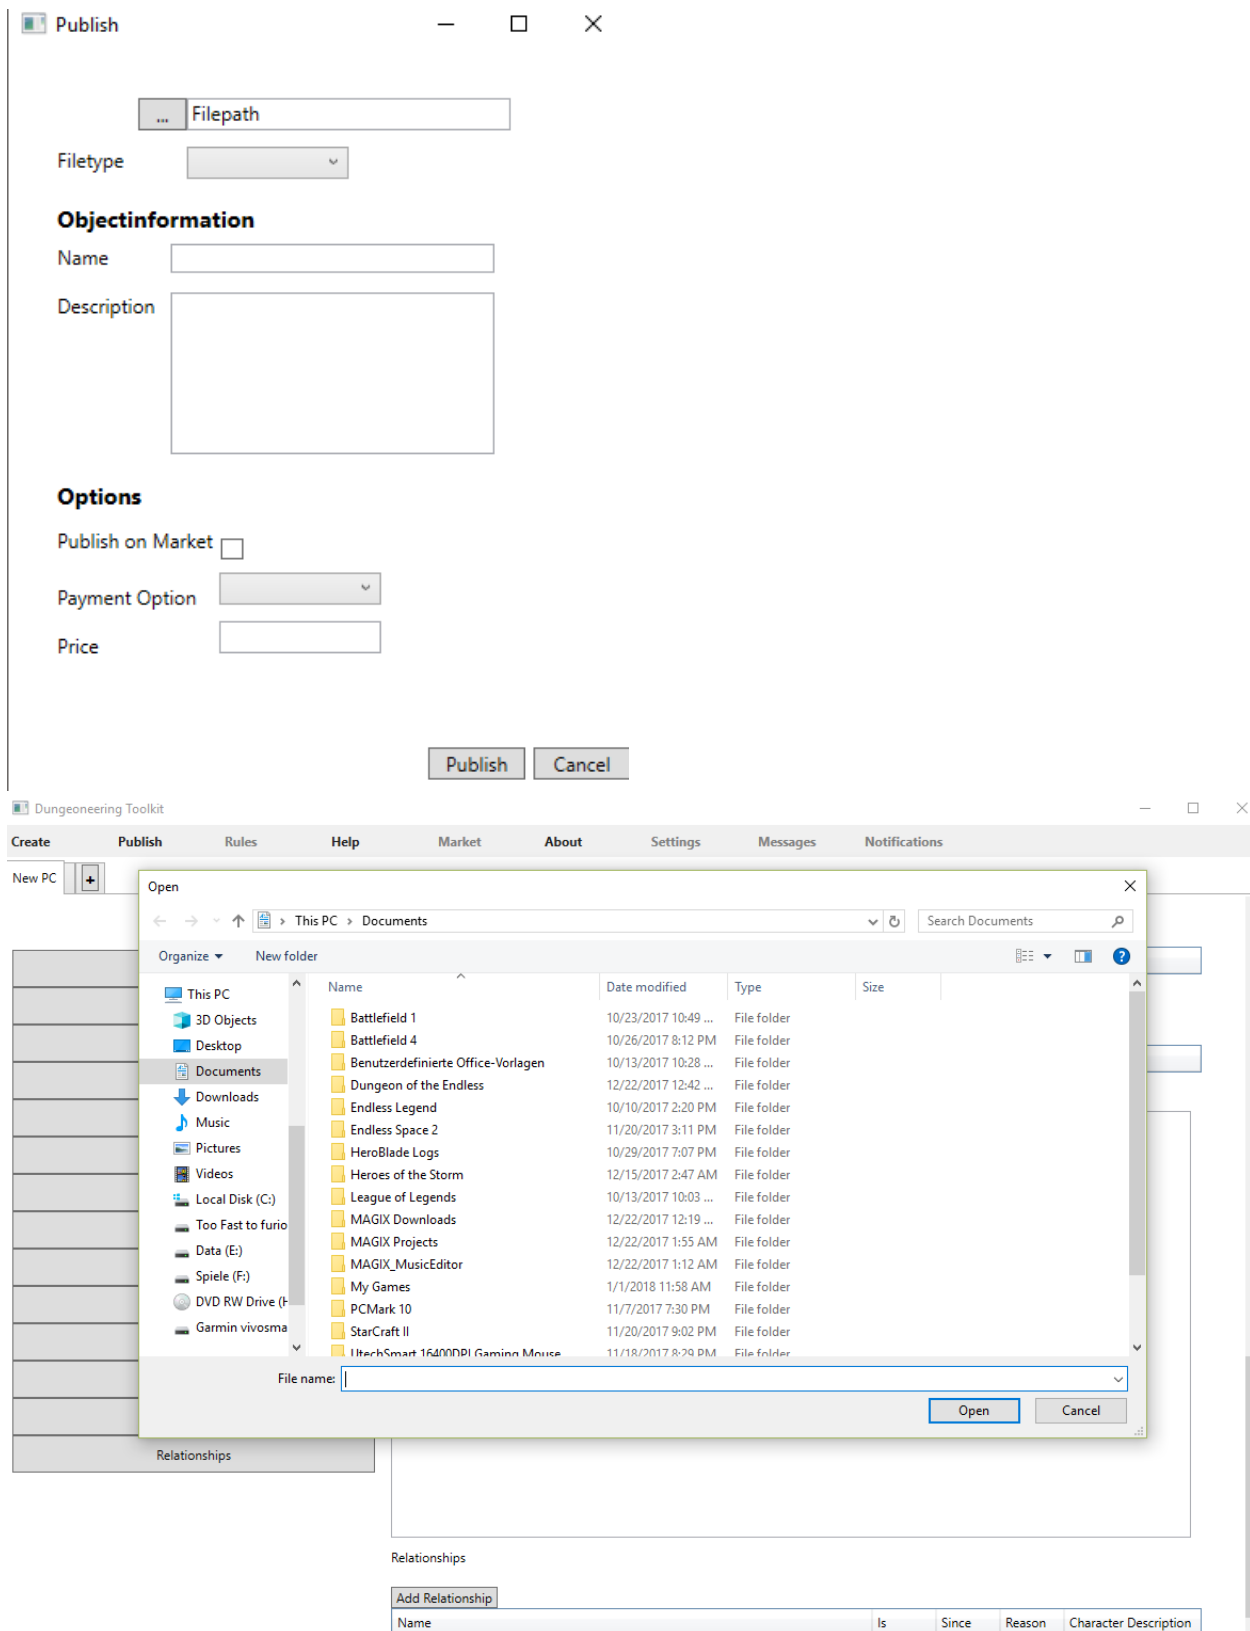 Publish
... Filepath
Filetype
Objectinformation
Name
Description
Options
Publish on Market
Payment Option
Price
Publish Cancel
Dungeoneering Toolkit
Create Publish Rules Help Market About Settings Messages Notifications
New PC +
Open
This PC > Documents Search Documents
Organize New folder
Name Date modified Type Size
This PC
3D Objects
Desktop
Documents
Downloads
Music
Pictures
Videos
Local Disk (C:)
Too Fast to furio
Data (E:)
Spiele (F:)
DVD RW Drive (H
Garmin vivosma
Battlefield 1 10/23/2017 10:49 ... File folder
Battlefield 4 10/26/2017 8:12 PM File folder
Benutzerdefinierte Office-Vorlagen 10/13/2017 10:28 ... File folder
Dungeon of the Endless 12/22/2017 12:42 ... File folder
Endless Legend 10/10/2017 2:20 PM File folder
Endless Space 2 11/20/2017 3:11 PM File folder
HeroBlade Logs 10/29/2017 7:07 PM File folder
Heroes of the Storm 12/15/2017 2:47 AM File folder
League of Legends 10/13/2017 10:03 ... File folder
MAGIX Downloads 12/22/2017 12:19 ... File folder
MAGIX Projects 12/22/2017 1:55 AM File folder
MAGIX_MusicEditor 12/22/2017 1:12 AM File folder
My Games 1/1/2018 11:58 AM File folder
PCMark 10 11/7/2017 7:30 PM File folder
StarCraft II 11/20/2017 9:02 PM File folder
UtechSmart 16400DPI Gaming Mouse 11/18/2017 8:29 PM File folder
File name:
Open Cancel
Relationships
Relationships
Add Relationship
Name Is Since Reason Character Description